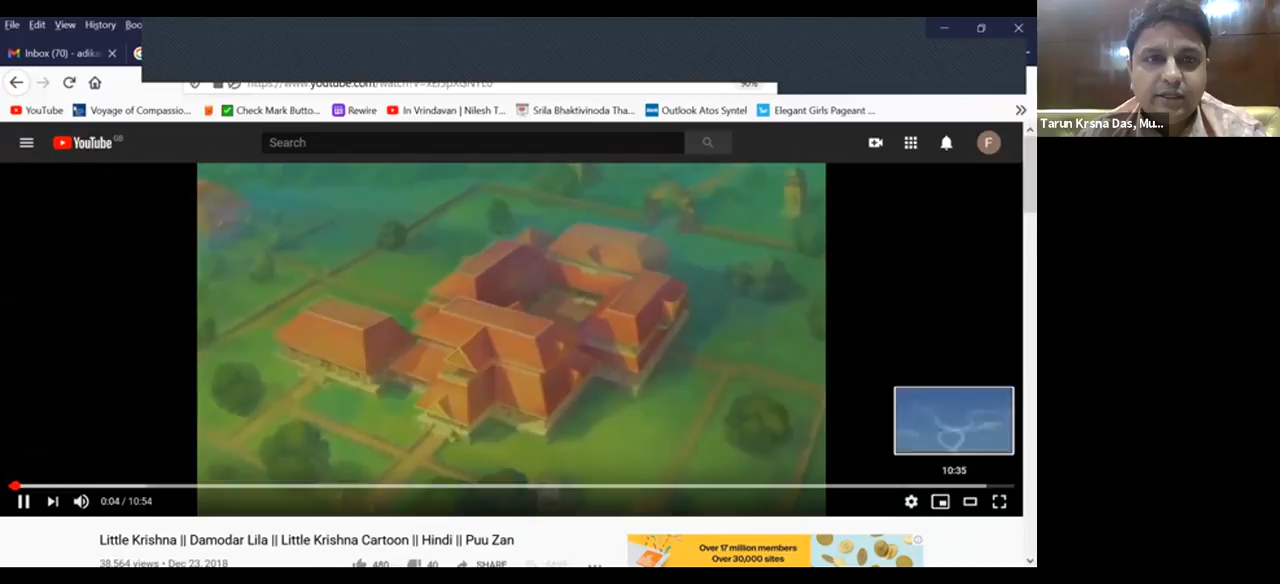 File Edit View History Boo
Inbox (70) - adika
90%
YouTube Voyage of Compassio... Check Mark Butto... Rewire In Vrindavan | Nilesh T... Srila Bhaktivinoda Tha... Outlook Atos Syntel Elegant Girls Pageant ... »
YouTube GB Search F
Tarun Krsna Das, Mu...
10:35
0:04 / 10:54
Little Krishna || Damodar Lila || Little Krishna Cartoon || Hindi || Puu Zan
38,564 views • Dec 23, 2018 480 40 SHARE SAVE
Over 17 million members
Over 30,000 sites